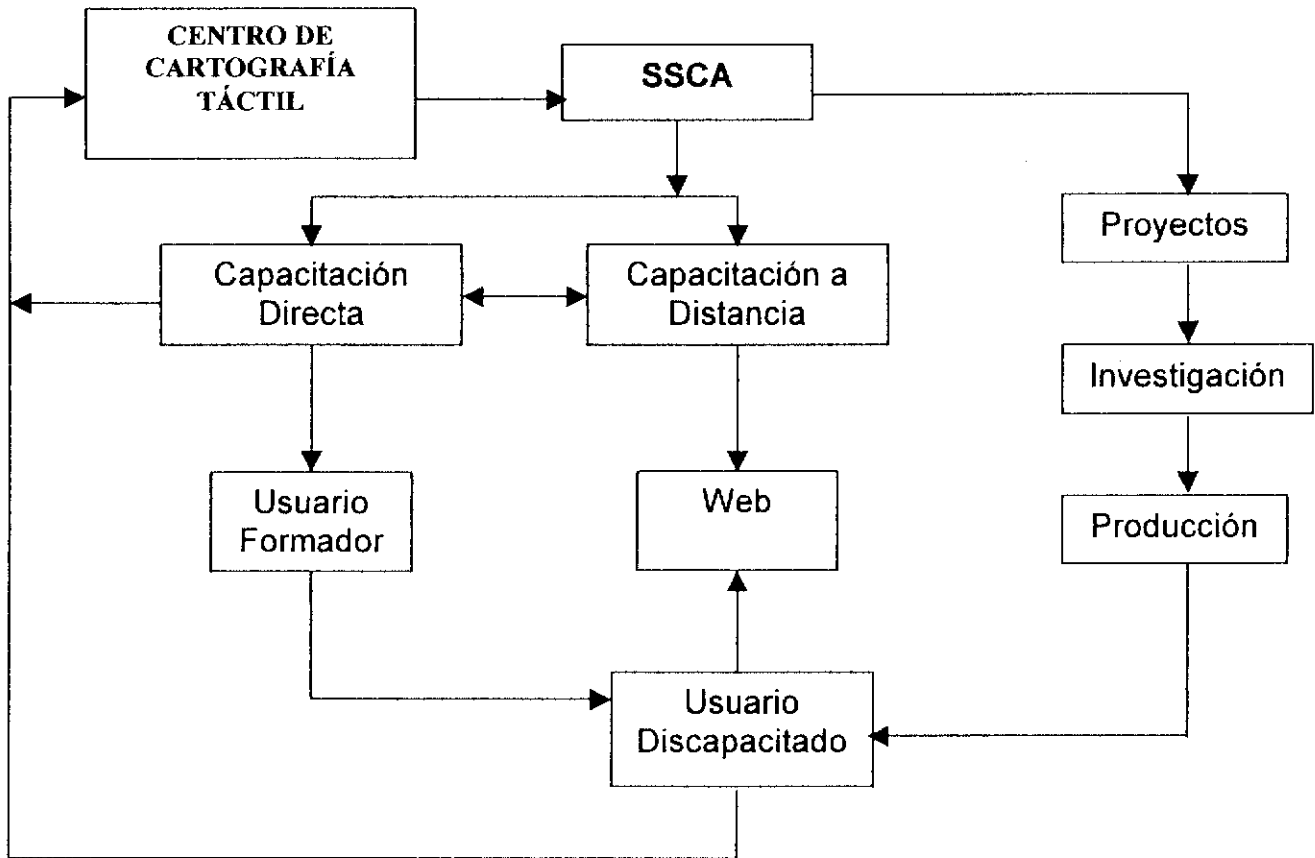 CENTRO DE
CARTOGRAFÍA
TÁCTIL
SSCA
Proyectos
Capacitación
Directa
Capacitación a
Distancia
Investigación
Usuario
Formador
Web
Producción
Usuario
Discapacitado